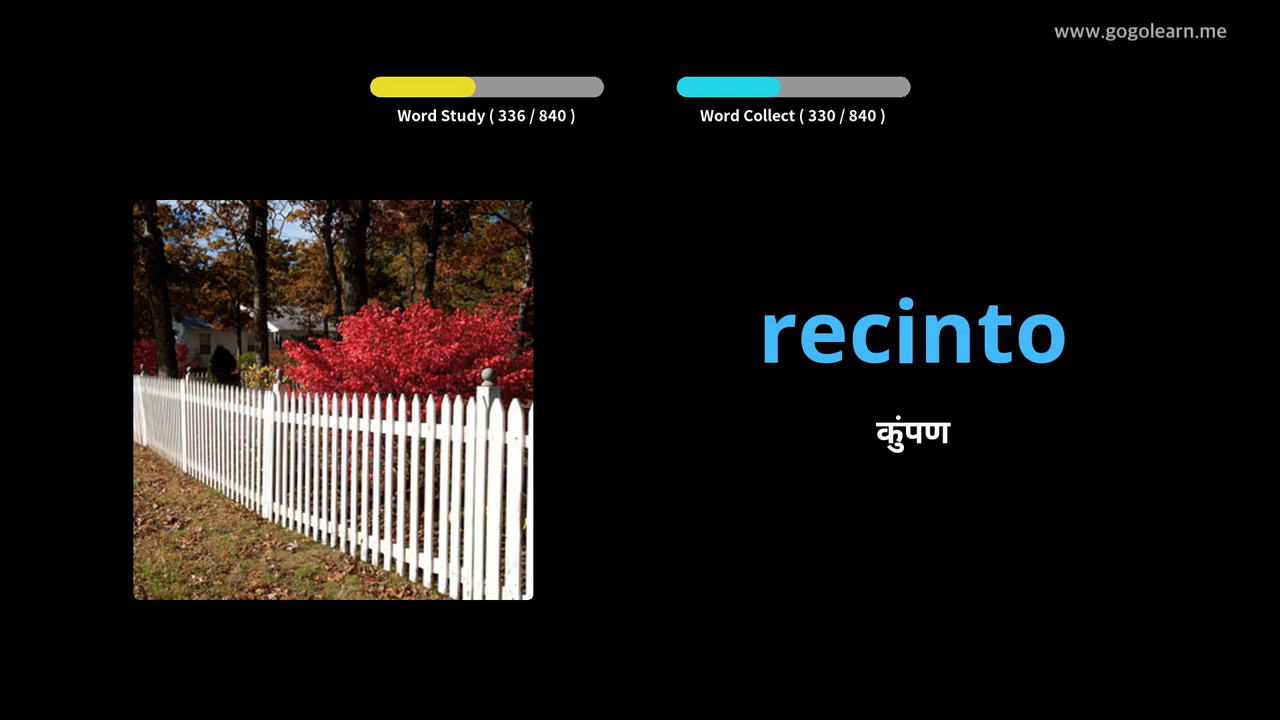 www.gogolearn.me
Word Study ( 336 / 840 )
Word Collect ( 330 / 840 )
recinto
कुंपण